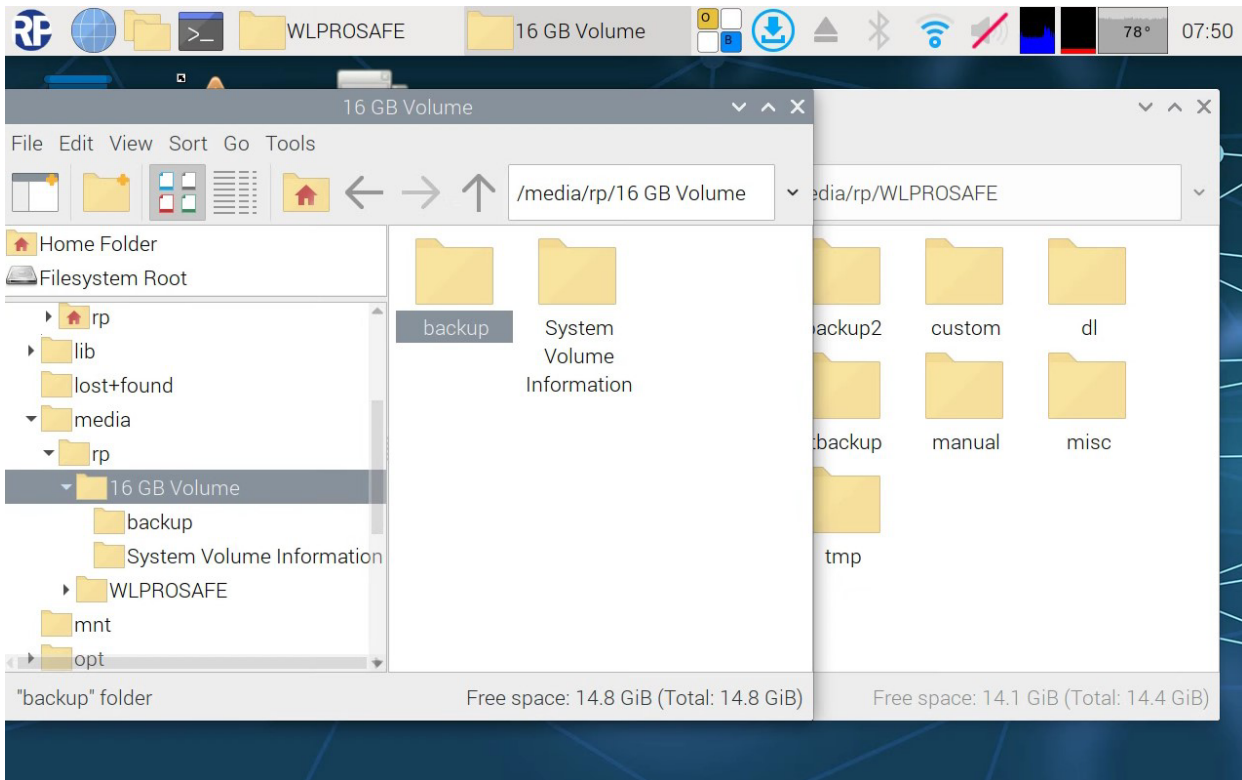 RP
>_
WLPROSAFE
16 GB Volume
O
B
78°
07:50
16 GB Volume
File Edit View Sort Go Tools
/media/rp/16 GB Volume
Home Folder
Filesystem Root
rp
lib
lost+found
media
rp
16 GB Volume
backup
System Volume Information
WLPROSAFE
mnt
opt
backup
System
Volume
Information
"backup" folder
Free space: 14.8 GiB (Total: 14.8 GiB)
edia/rp/WLPROSAFE
ackup2
custom
dl
tbackup
manual
misc
tmp
Free space: 14.1 GiB (Total: 14.4 GiB)